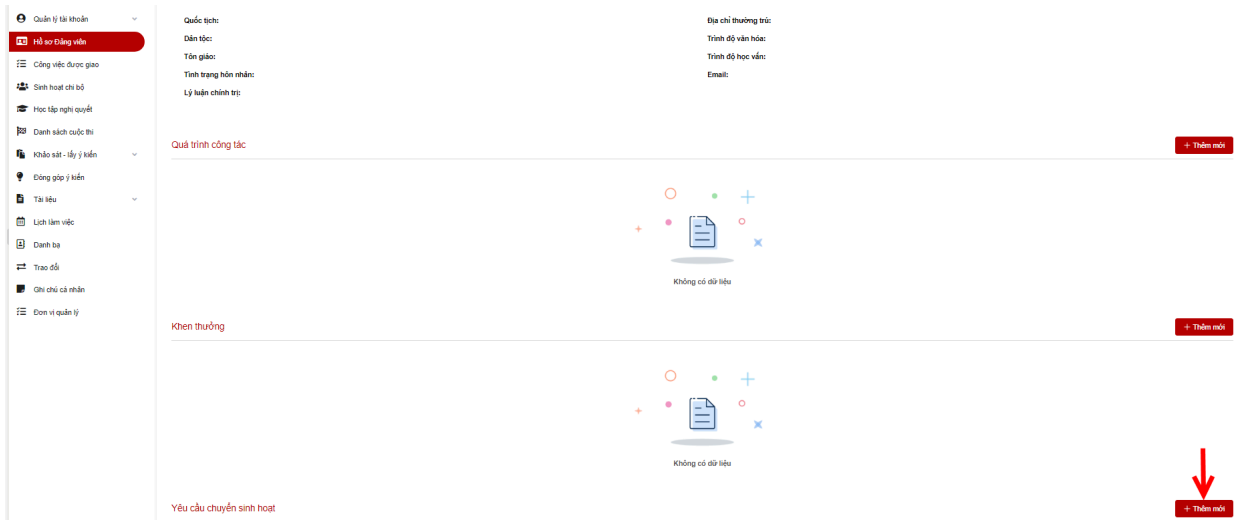 Quản lý tài khoản
Hồ sơ Đảng viên
Công việc được giao
Sinh hoạt chi bộ
Học tập nghị quyết
Danh sách cuộc thi
Khảo sát - lấy ý kiến
Đóng góp ý kiến
Tài liệu
Lịch làm việc
Danh bạ
Trao đổi
Ghi chú cá nhân
Đơn vị quản lý
Quốc tịch:
Địa chỉ thường trú:
Dân tộc:
Trình độ văn hóa:
Tôn giáo:
Trình độ học vấn:
Tình trạng hôn nhân:
Email:
Lý luận chính trị:
Quá trình công tác
+ Thêm mới
Không có dữ liệu
Khen thưởng
+ Thêm mới
Không có dữ liệu
Yêu cầu chuyển sinh hoạt
+ Thêm mới